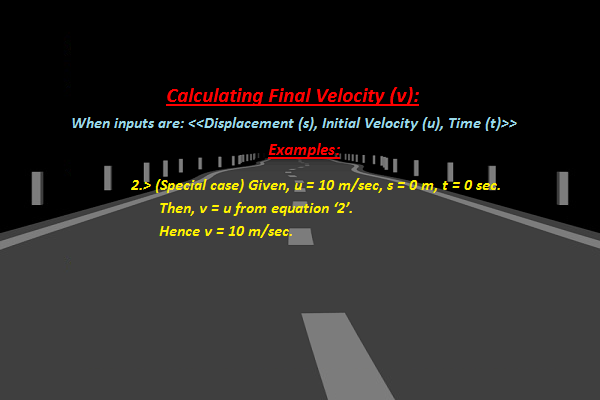 Calculating Final Velocity (v):
When inputs are: <<Displacement (s), Initial Velocity (u), Time (t)>>
Examples:
2.> (Special case) Given, u = 10 m/sec, s = 0 m, t = 0 sec.
Then, v = u from equation ‘2’.
Hence v = 10 m/sec.